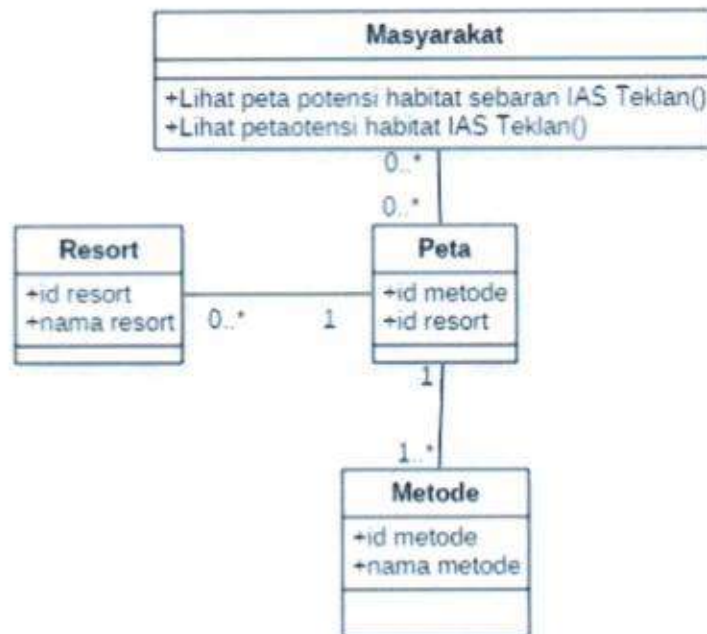 Masyarakat
+Lihat peta potensi habitat sebaran IAS Teklan()
+Lihat petaotensi habitat IAS Teklan()
0..*
0..*
Resort
+id resort
+nama resort
0..*
1
Peta
+id metode
+id resort
1
1..*
Metode
+id metode
+nama metode